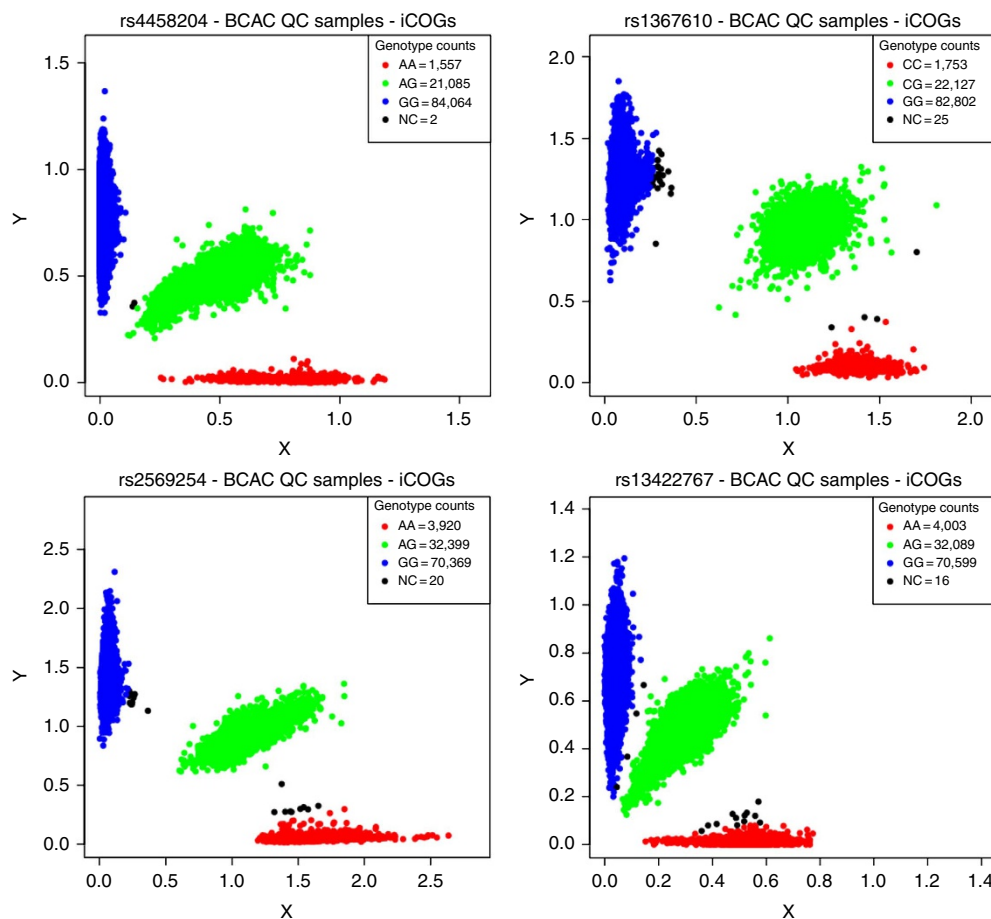 rs4458204 - BCAC QC samples - iCOGs
Genotype counts
AA = 1,557
AG = 21,085
GG = 84,064
NC = 2
1.5
1.0
0.5
0.0
Y
0.0 0.5 1.0 1.5
X
rs1367610 - BCAC QC samples - iCOGs
Genotype counts
CC = 1,753
CG = 22,127
GG = 82,802
NC = 25
2.0
1.5
1.0
0.5
0.0
Y
0.0 0.5 1.0 1.5 2.0
X
rs2569254 - BCAC QC samples - iCOGs
Genotype counts
AA = 3,920
AG = 32,399
GG = 70,369
NC = 20
2.5
2.0
1.5
1.0
0.5
0.0
Y
0.0 0.5 1.0 1.5 2.0 2.5
X
rs13422767 - BCAC QC samples - iCOGs
Genotype counts
AA = 4,003
AG = 32,089
GG = 70,599
NC = 16
1.4
1.2
1.0
0.8
0.6
0.4
0.2
0.0
Y
0.0 0.2 0.4 0.6 0.8 1.0 1.2 1.4
X